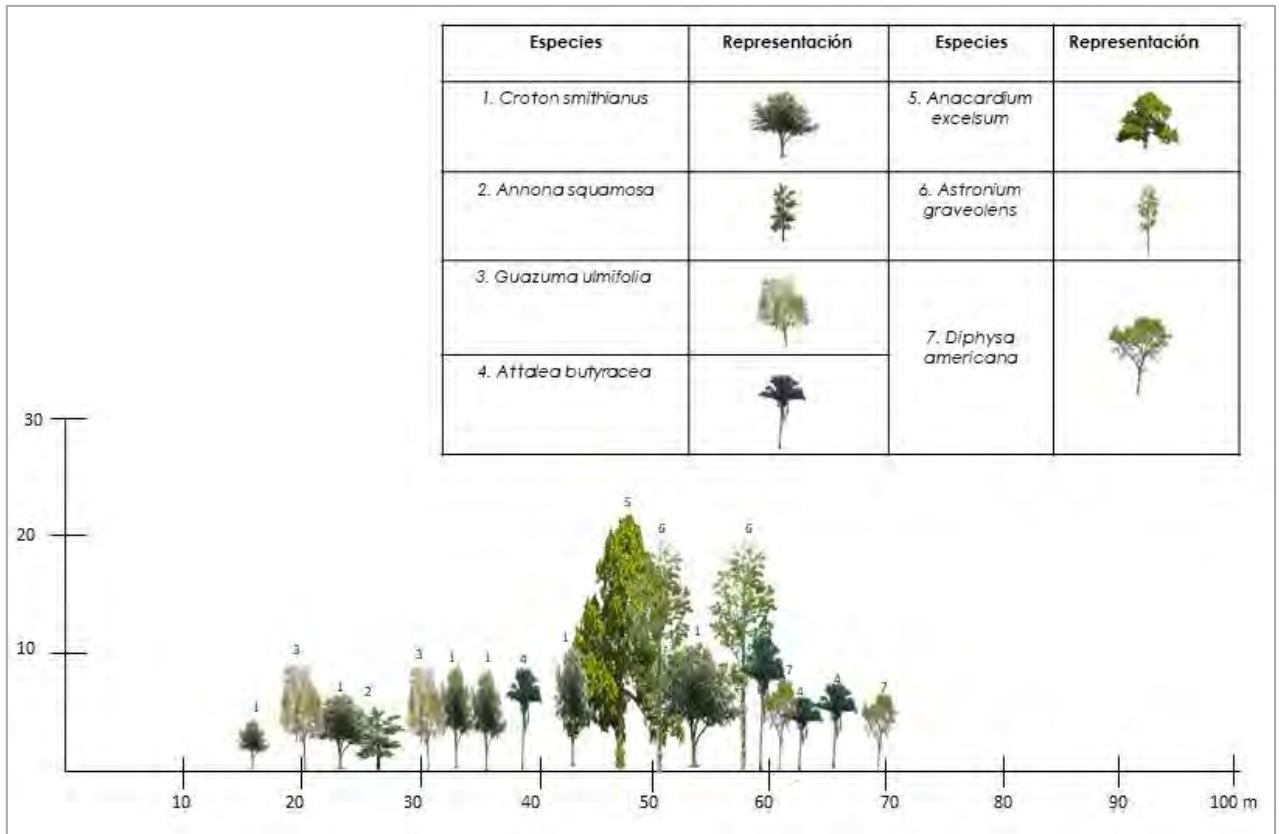 Especies Representación Especies Representación
1. Croton smithianus
5. Anacardium
excelsum
2. Annona squamosa
6. Astronium
graveolens
3. Guazuma ulmifolia
7. Diphysa
americana
4. Attalea butyracea
30
20
10
5
6 6
1 1
3 3 1 1 4
1 2
7 4 4 7
1
10 20 30 40 50 60 70 80 90 100 m